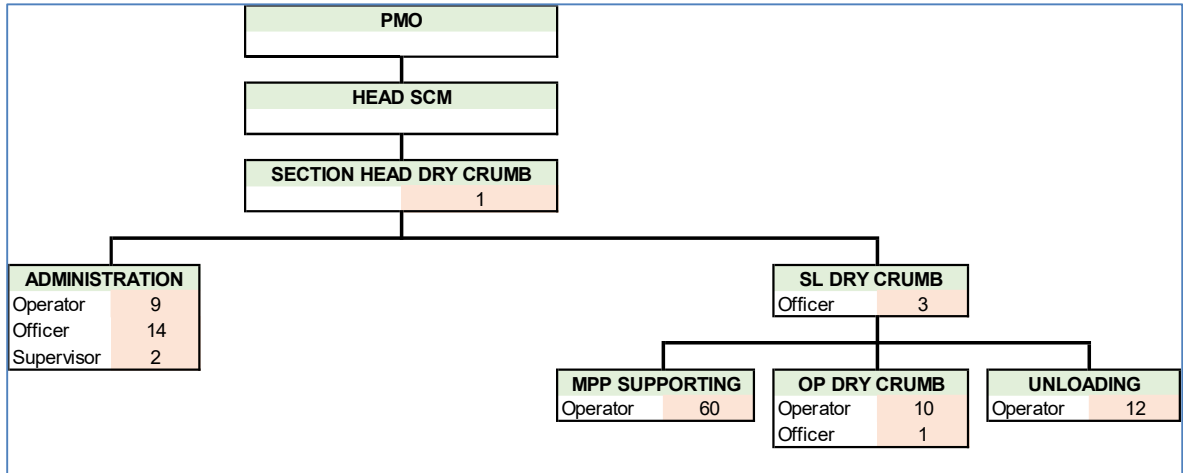 PMO
HEAD SCM
SECTION HEAD DRY CRUMB
1
ADMINISTRATION
Operator 9
Officer 14
Supervisor 2
SL DRY CRUMB
Officer 3
MPP SUPPORTING
Operator 60
OP DRY CRUMB
Operator 10
Officer 1
UNLOADING
Operator 12